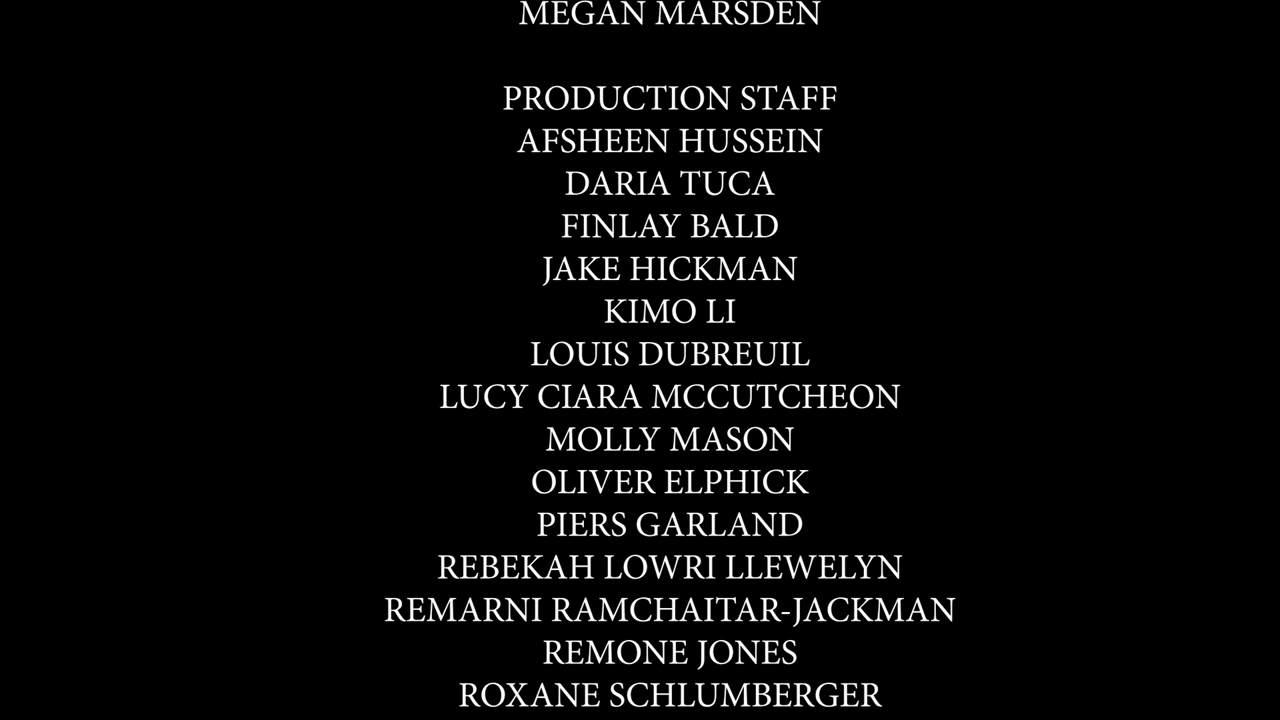 MEGAN MARSDEN
PRODUCTION STAFF
AFSHEEN HUSSEIN
DARIA TUCA
FINLAY BALD
JAKE HICKMAN
KIMO LI
LOUIS DUBREUIL
LUCY CIARA MCCUTCHEON
MOLLY MASON
OLIVER ELPHICK
PIERS GARLAND
REBEKAH LOWRI LLEWELYN
REMARNI RAMCHAITAR-JACKMAN
REMONE JONES
ROXANE SCHLUMBERGER